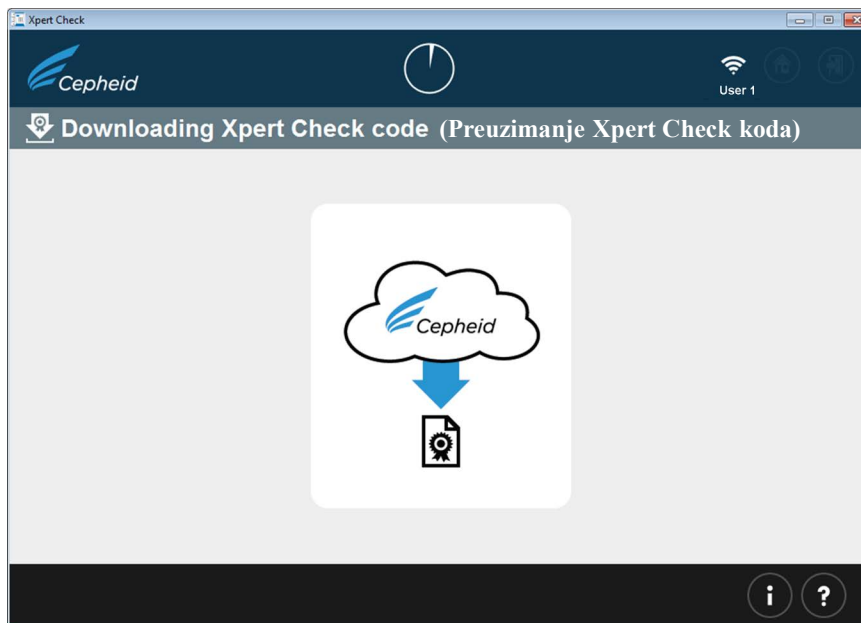 Xpert Check
Cepheid
User 1
Downloading Xpert Check code (Preuzimanje Xpert Check koda)
Cepheid
i ?